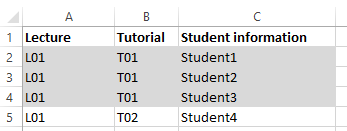 A B C
1 Lecture Tutorial Student information
2 L01 T01 Student1
3 L01 T01 Student2
4 L01 T01 Student3
5 L01 T02 Student4